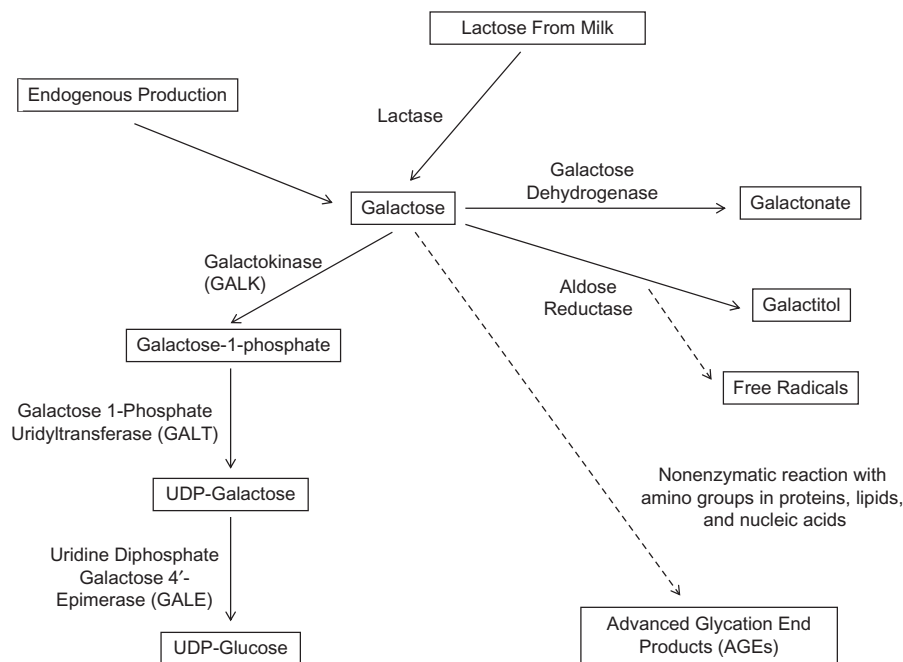 Lactose From Milk
Endogenous Production
Lactase
Galactose
Dehydrogenase
Galactose
Galactonate
Galactokinase
(GALK)
Aldose
Reductase
Galactitol
Galactose-1-phosphate
Free Radicals
Galactose 1-Phosphate
Uridyltransferase (GALT)
UDP-Galactose
Nonenzymatic reaction with
amino groups in proteins, lipids,
and nucleic acids
Uridine Diphosphate
Galactose 4′-
Epimerase (GALE)
UDP-Glucose
Advanced Glycation End
Products (AGEs)